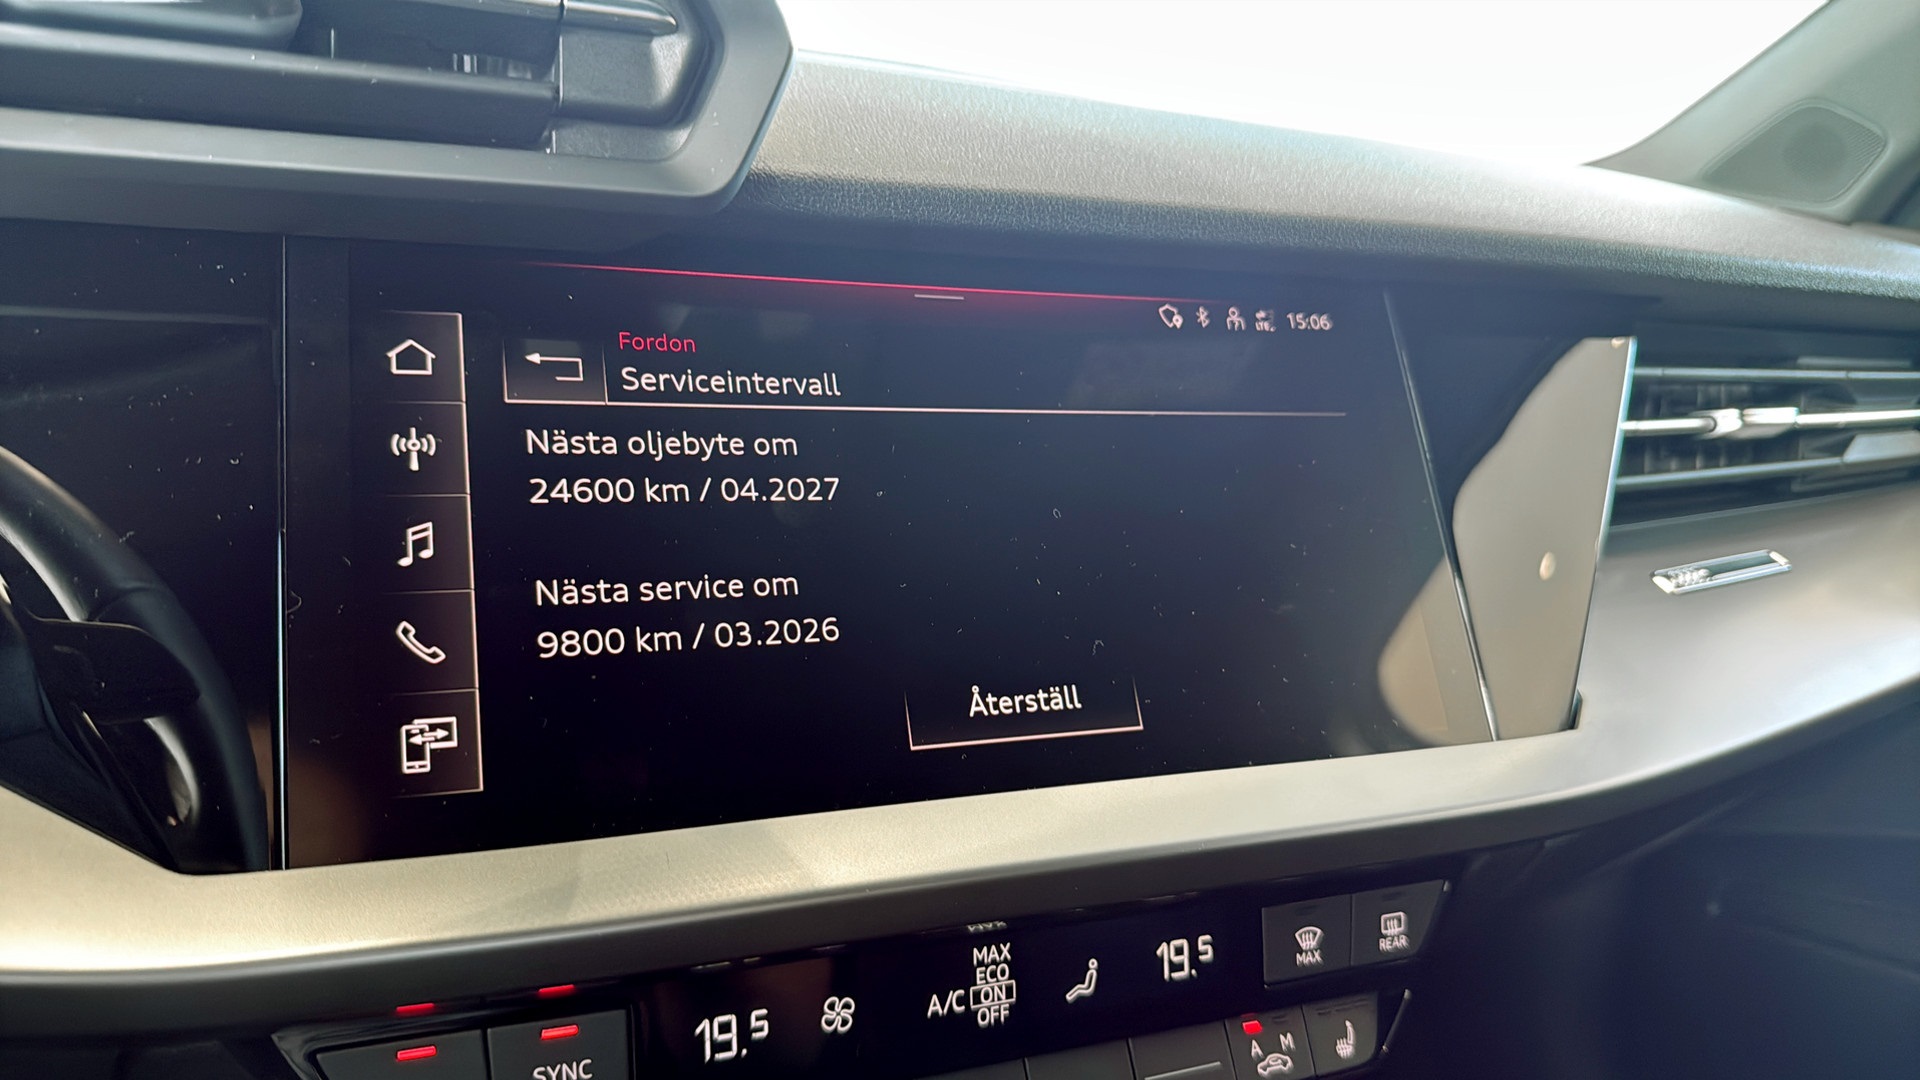 15:06
Fordon
Serviceintervall
Nästa oljebyte om
24600 km / 04.2027
Nästa service om
9800 km / 03.2026
Återställ
MAX
ECO
A/C ON
OFF
19.5
19.5
MAX
REAR
SYNC
A M